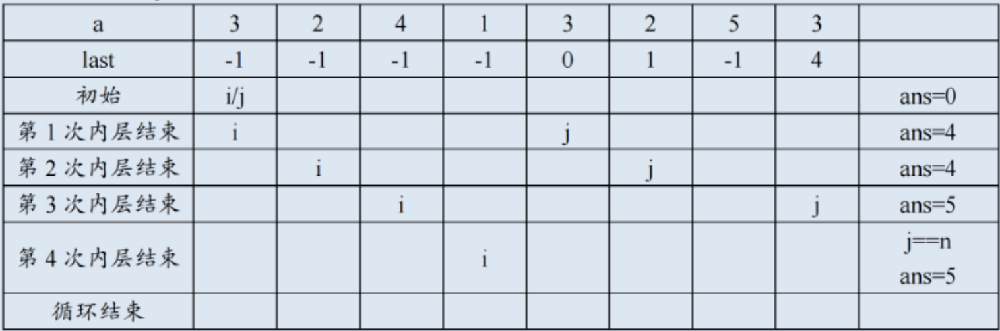 a 3 2 4 1 3 2 5 3
last -1 -1 -1 -1 0 1 -1 4
初始 i/j ans=0
第 1 次内层结束 i j ans=4
第 2 次内层结束 i j ans=4
第 3 次内层结束 i j ans=5
第 4 次内层结束 i j==n
ans=5
循环结束